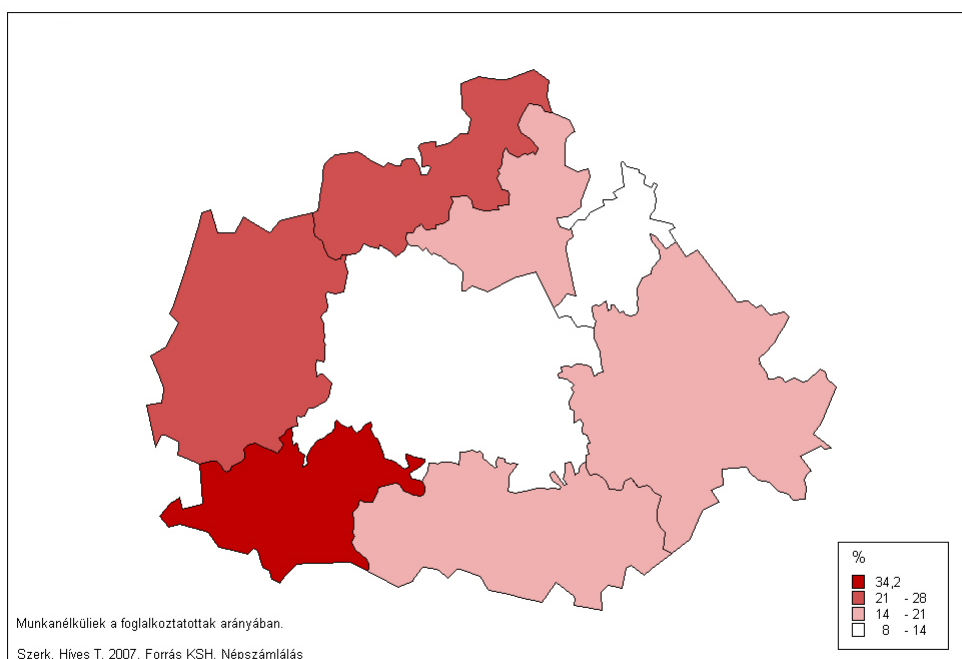 %
34,2
21 - 28
14 - 21
8 - 14
Munkanélküliek a foglalkoztatottak arányában.
Szerk. Híves T. 2007. Forrás KSH. Népszámlálás